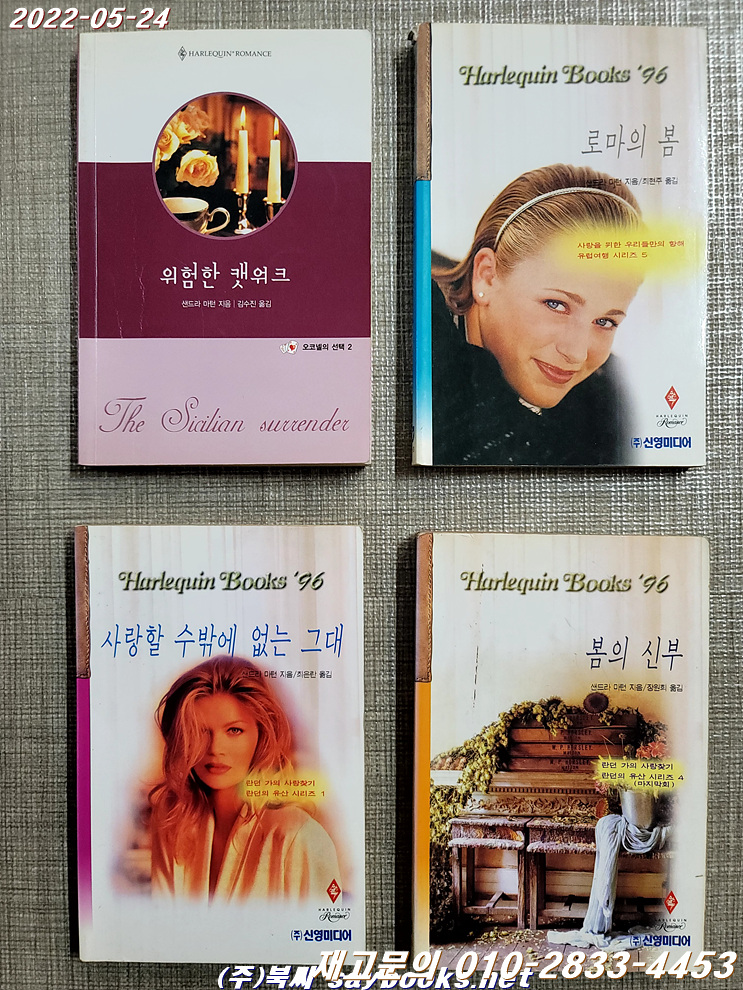 2022-05-24
HARLEQUIN® ROMANCE
위험한 캣워크
샌드라 마턴 지음 | 김수진 옮김
오코넬의 선택 2
The Sicilian surrender
Harlequin Books '96
로마의 봄
샌드라 마턴 지음/최현주 옮김
사랑을 위한 우리들만의 항해
유럽여행 시리즈 5
HARLEQUIN
Romance
(주)신영미디어
Harlequin Books '96
사랑할 수밖에 없는 그대
샌드라 마턴 지음/최은란 옮김
란던 가의 사랑찾기
란던의 유산 시리즈 1
HARLEQUIN
Romance
(주)신영미디어
Harlequin Books '96
봄의 신부
샌드라 마턴 지음/장원희 옮김
란던 가의 사랑찾기
란던의 유산 시리즈 4
(마지막회)
HARLEQUIN
Romance
(주)신영미디어
재고문의 010-2833-4453
(주)북싸 saybooks.net